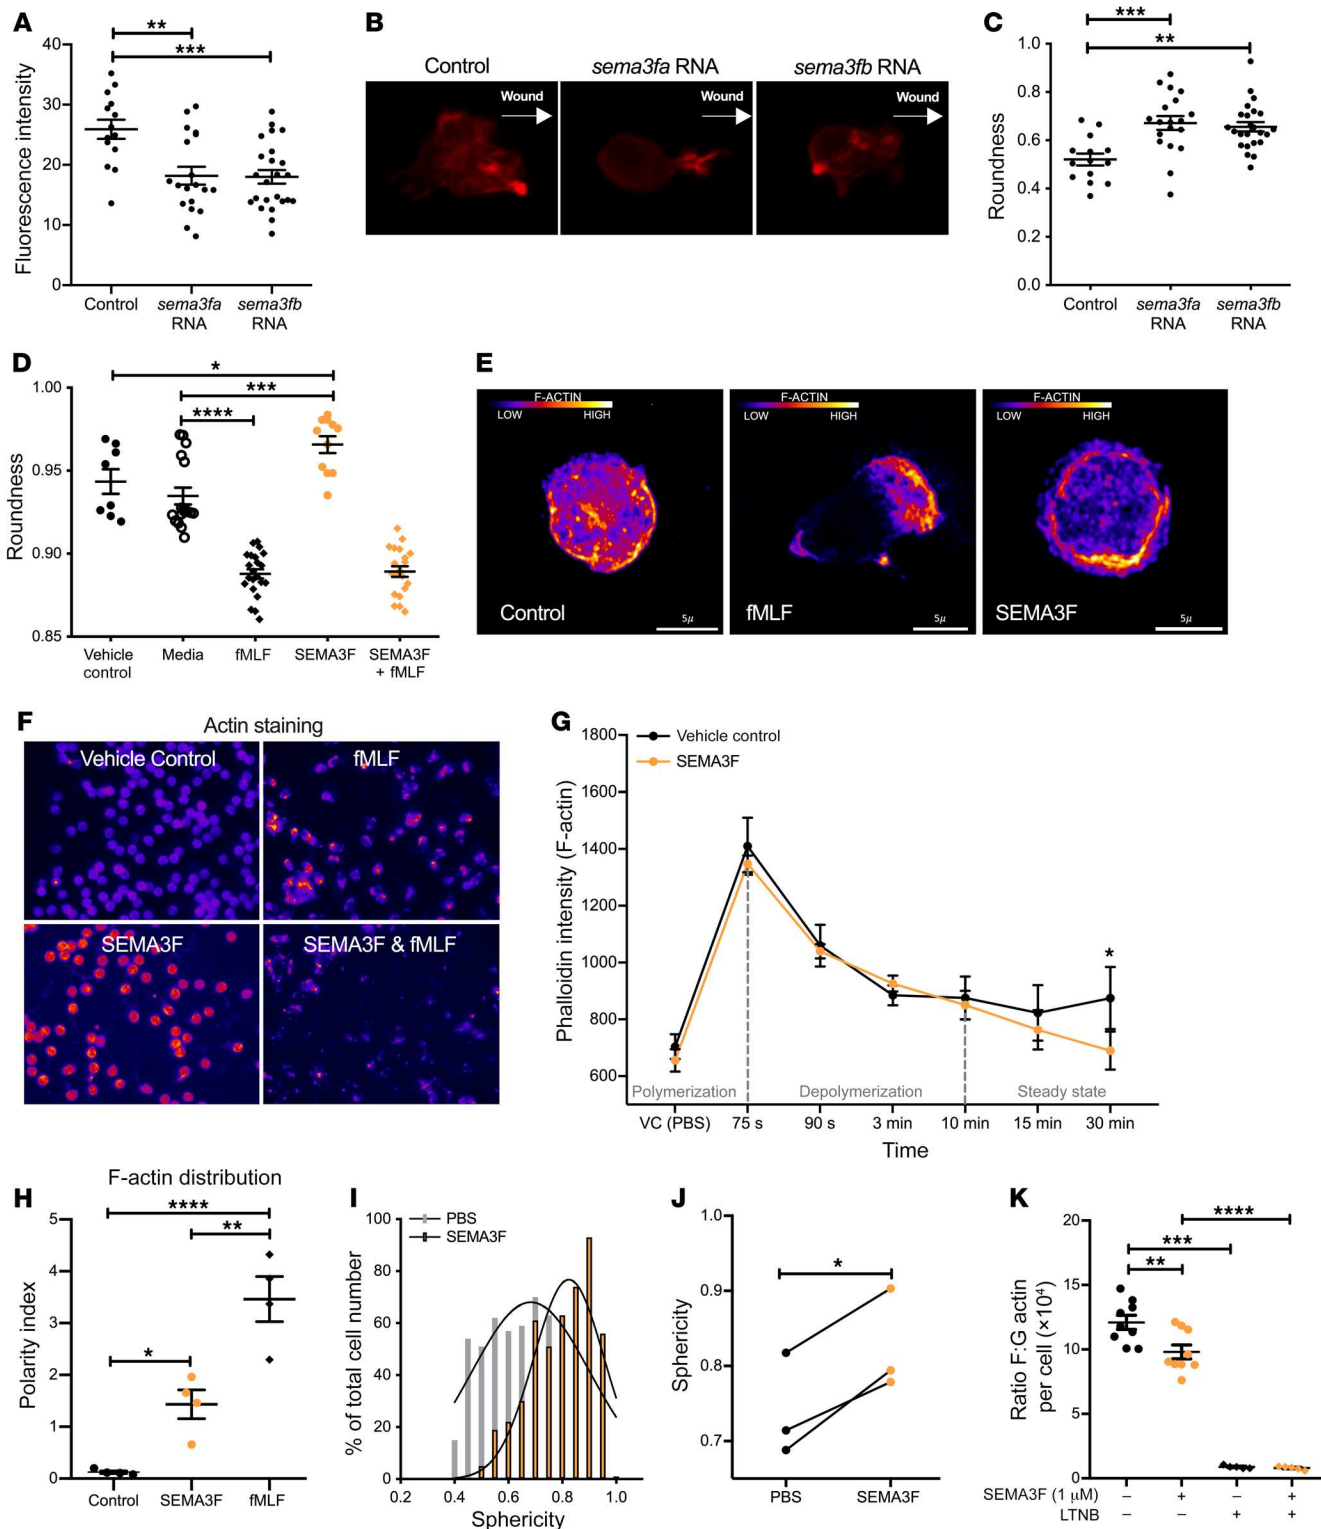 A
**
***
40
30
20
10
0
Fluorescence intensity
Control
sema3fa RNA
sema3fb RNA
B
Control
sema3fa RNA
sema3fb RNA
Wound
Wound
Wound
C
***
**
1.0
0.8
0.6
0.4
0.2
0.0
Roundness
Control
sema3fa RNA
sema3fb RNA
D
*
***
****
1.00
0.95
0.90
0.85
Roundness
Vehicle control
Media
fMLF
SEMA3F
SEMA3F + fMLF
E
F-ACTIN
LOW
HIGH
Control
5μ
F-ACTIN
LOW
HIGH
fMLF
5μ
F-ACTIN
LOW
HIGH
SEMA3F
5μ
F
Actin staining
Vehicle Control
fMLF
SEMA3F
SEMA3F & fMLF
G
Vehicle control
SEMA3F
1800
1600
1400
1200
1000
800
600
Phalloidin intensity (F-actin)
*
Polymerization
Depolymerization
Steady state
VC (PBS)
75 s
90 s
3 min
10 min
15 min
30 min
Time
H
F-actin distribution
****
**
*
5
4
3
2
1
0
Polarity index
Control
SEMA3F
fMLF
I
PBS
SEMA3F
100
80
60
40
20
0
% of total cell number
0.2
0.4
0.6
0.8
1.0
Sphericity
J
*
1.0
0.9
0.8
0.7
Sphericity
PBS
SEMA3F
K
****
***
**
20
15
10
5
0
Ratio F:G actin per cell (×10⁴)
SEMA3F (1 μM) – + – +
LTNB – – + +